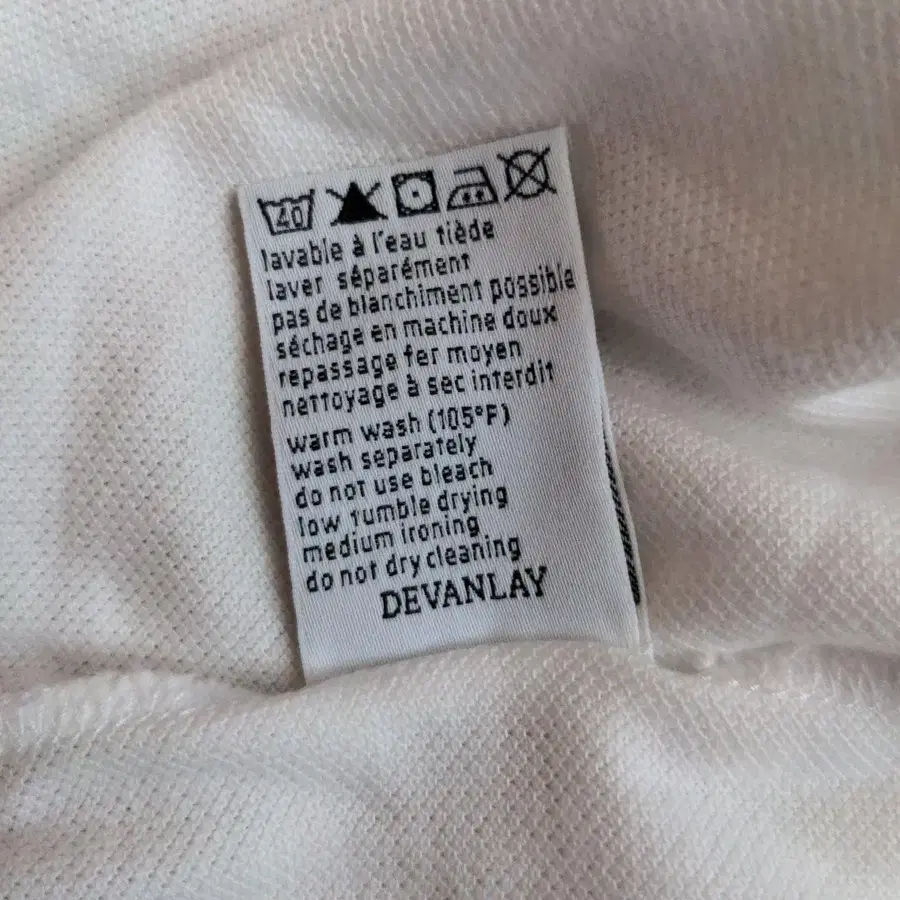 40
lavable à l'eau tiède
laver séparément
pas de blanchiment possible
séchage en machine doux
repassage fer moyen
nettoyage à sec interdit
warm wash (105°F)
wash separately
do not use bleach
low tumble drying
medium ironing
do not dry cleaning
DEVANLAY